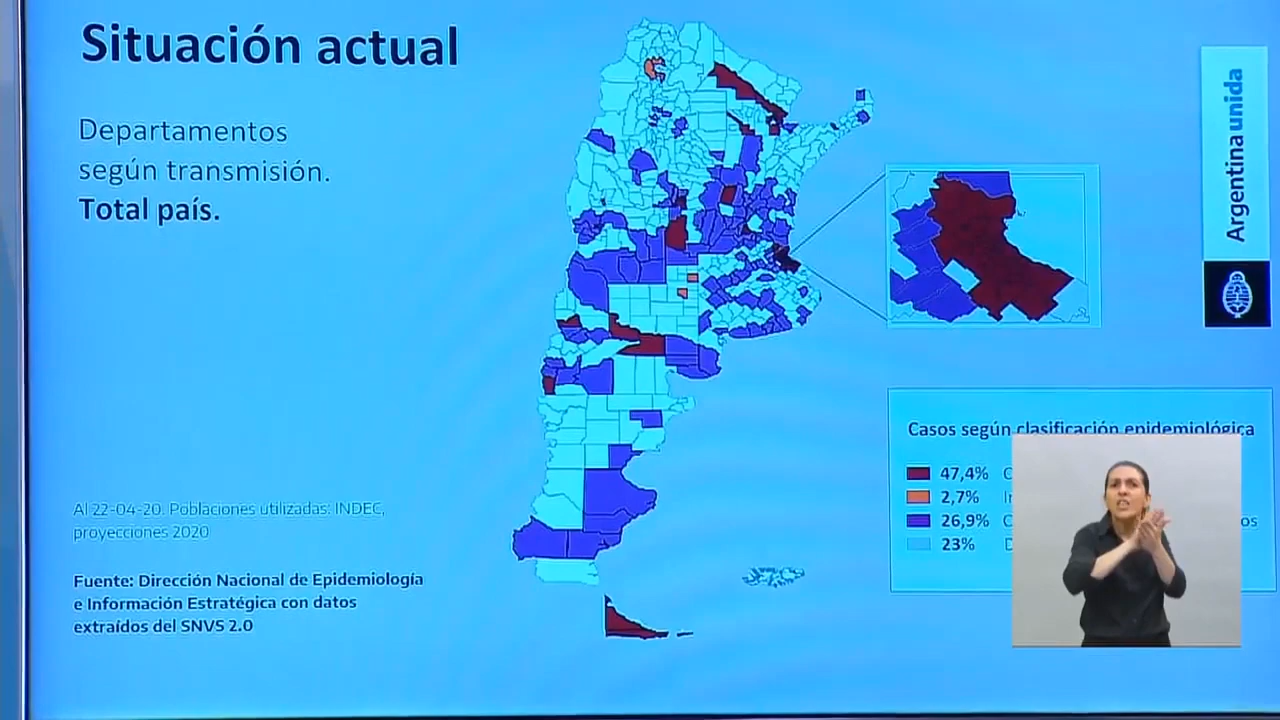 Situación actual
Departamentos
según transmisión.
Total país.
Al 22-04-20. Poblaciones utilizadas: INDEC,
proyecciones 2020
Fuente: Dirección Nacional de Epidemiología
e Información Estratégica con datos
extraídos del SNVS 2.0
Argentina unida
Casos según clasificación epidemiológica
47,4%
2,7%
26,9%
23%